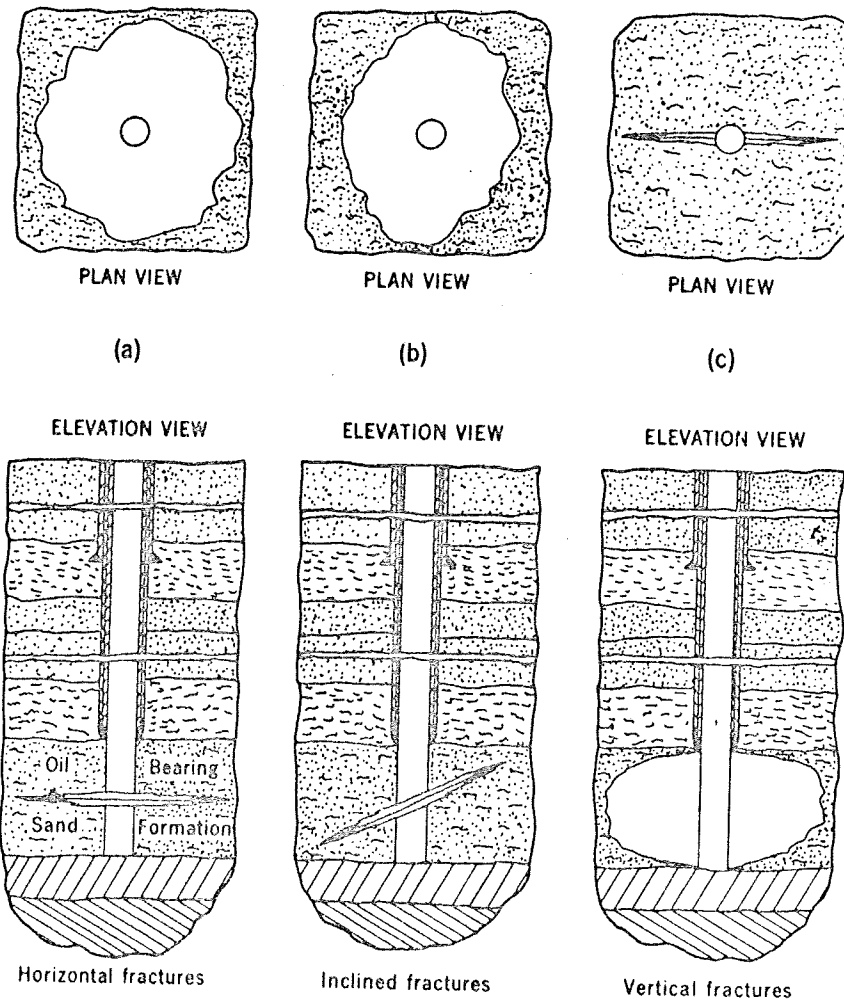 PLAN VIEW
PLAN VIEW
PLAN VIEW
(a)
(b)
(c)
ELEVATION VIEW
ELEVATION VIEW
ELEVATION VIEW
Oil Bearing
Sand Formation
Horizontal fractures
Inclined fractures
Vertical fractures